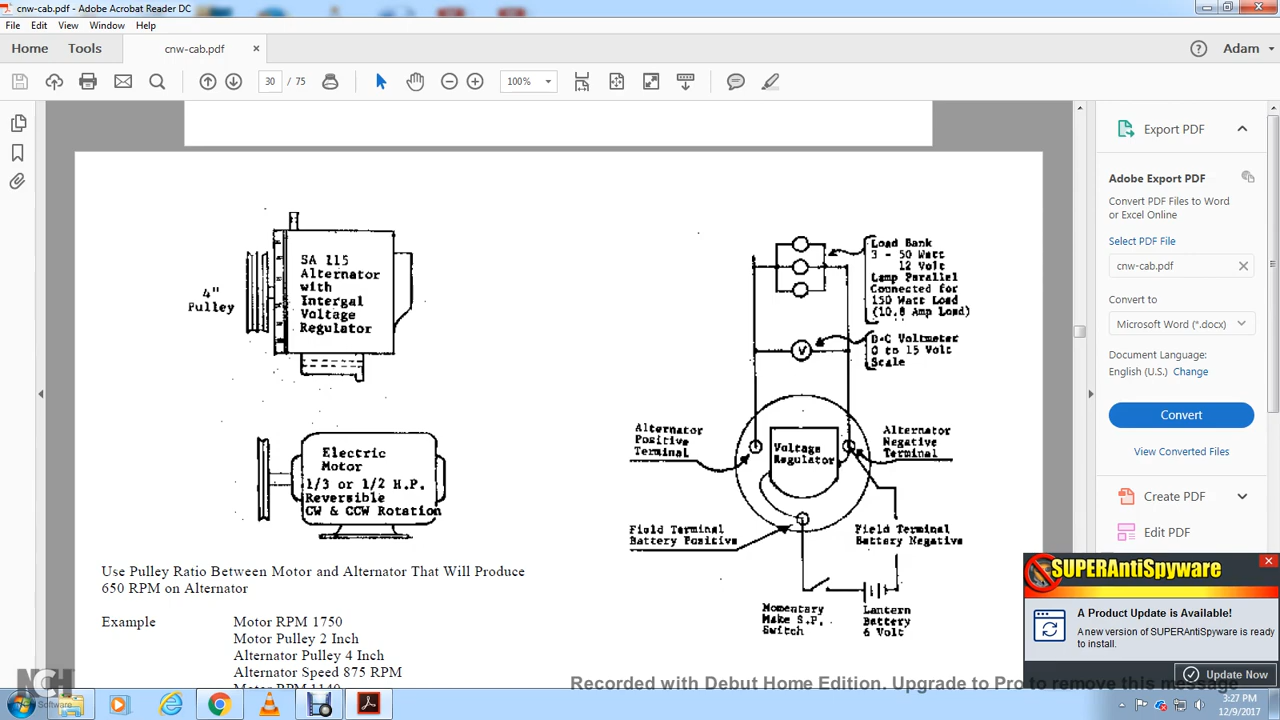 cnw-cab.pdf - Adobe Acrobat Reader DC
File Edit View Window Help
Home Tools cnw-cab.pdf × Adam
30 / 75 100%
SA 115
Alternator
with
Intergal
Voltage
Regulator
4"
Pulley
Electric
Motor
1/3 or 1/2 H.P.
Reversible
CW & CCW Rotation
Use Pulley Ratio Between Motor and Alternator That Will Produce
650 RPM on Alternator
Example Motor RPM 1750
Motor Pulley 2 Inch
Alternator Pulley 4 Inch
Alternator Speed 875 RPM
Motor RPM 1140
Load Bank
3 - 50 Watt
12 Volt
Lamp Parallel
Connected for
150 Watt Load
(10.8 Amp Load)
V
D-C Voltmeter
0 to 15 Volt
Scale
Alternator
Positive
Terminal
Voltage
Regulator
Alternator
Negative
Terminal
Field Terminal
Battery Positive
Field Terminal
Battery Negative
Momentary
Make S.P.
Switch
Lantern
Battery
6 Volt
Export PDF
Adobe Export PDF
Convert PDF Files to Word
or Excel Online
Select PDF File
cnw-cab.pdf
Convert to
Microsoft Word (*.docx)
Document Language:
English (U.S.) Change
Convert
View Converted Files
Create PDF
Edit PDF
SUPERAntiSpyware
A Product Update is Available!
A new version of SUPERAntiSpyware is ready
to install.
Update Now
NCH
Software
Recorded with Debut Home Edition. Upgrade to Pro to remove this message
3:27 PM
12/9/2017